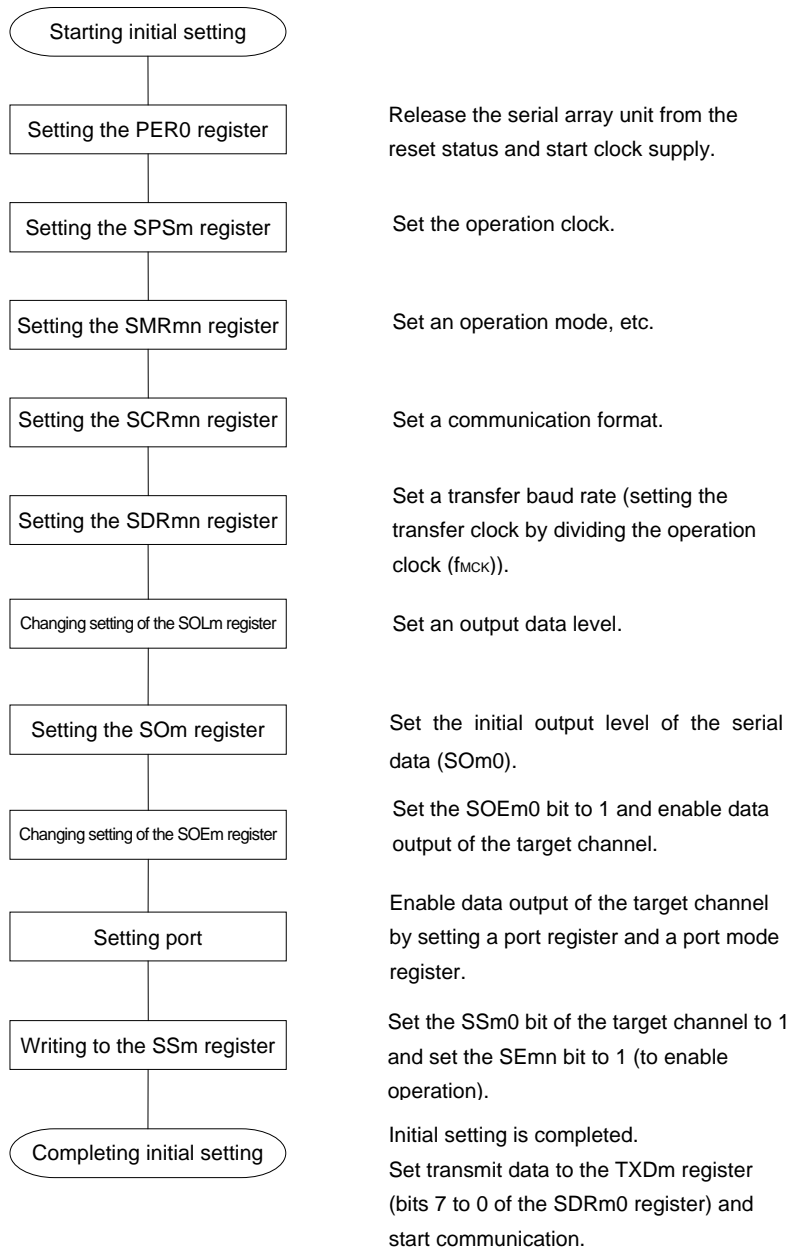 Starting initial setting
Setting the PER0 register
Release the serial array unit from the
reset status and start clock supply.
Setting the SPSm register
Set the operation clock.
Setting the SMRmn register
Set an operation mode, etc.
Setting the SCRmn register
Set a communication format.
Setting the SDRmn register
Set a transfer baud rate (setting the
transfer clock by dividing the operation
clock (fMCK)).
Changing setting of the SOLm register
Set an output data level.
Setting the SOm register
Set the initial output level of the serial
data (SOm0).
Changing setting of the SOEm register
Set the SOEm0 bit to 1 and enable data
output of the target channel.
Setting port
Enable data output of the target channel
by setting a port register and a port mode
register.
Writing to the SSm register
Set the SSm0 bit of the target channel to 1
and set the SEmn bit to 1 (to enable
operation).
Completing initial setting
Initial setting is completed.
Set transmit data to the TXDm register
(bits 7 to 0 of the SDRm0 register) and
start communication.